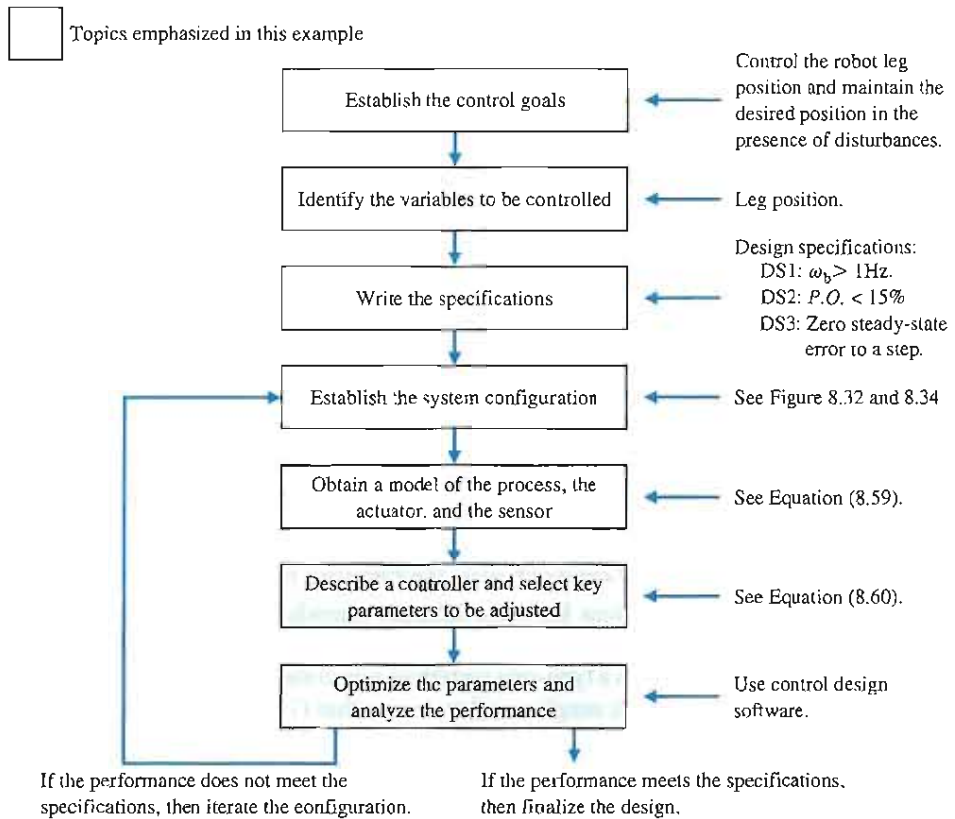 Topics emphasized in this example
Establish the control goals
Control the robot leg
position and maintain the
desired position in the
presence of disturbances.
Identify the variables to be controlled
Leg position.
Write the specifications
Design specifications:
DS1: ω_b > 1Hz.
DS2: P.O. < 15%
DS3: Zero steady-state
error to a step.
Establish the system configuration
See Figure 8.32 and 8.34
Obtain a model of the process, the
actuator, and the sensor
See Equation (8.59).
Describe a controller and select key
parameters to be adjusted
See Equation (8.60).
Optimize the parameters and
analyze the performance
Use control design
software.
If the performance does not meet the
specifications, then iterate the configuration.
If the performance meets the specifications,
then finalize the design.